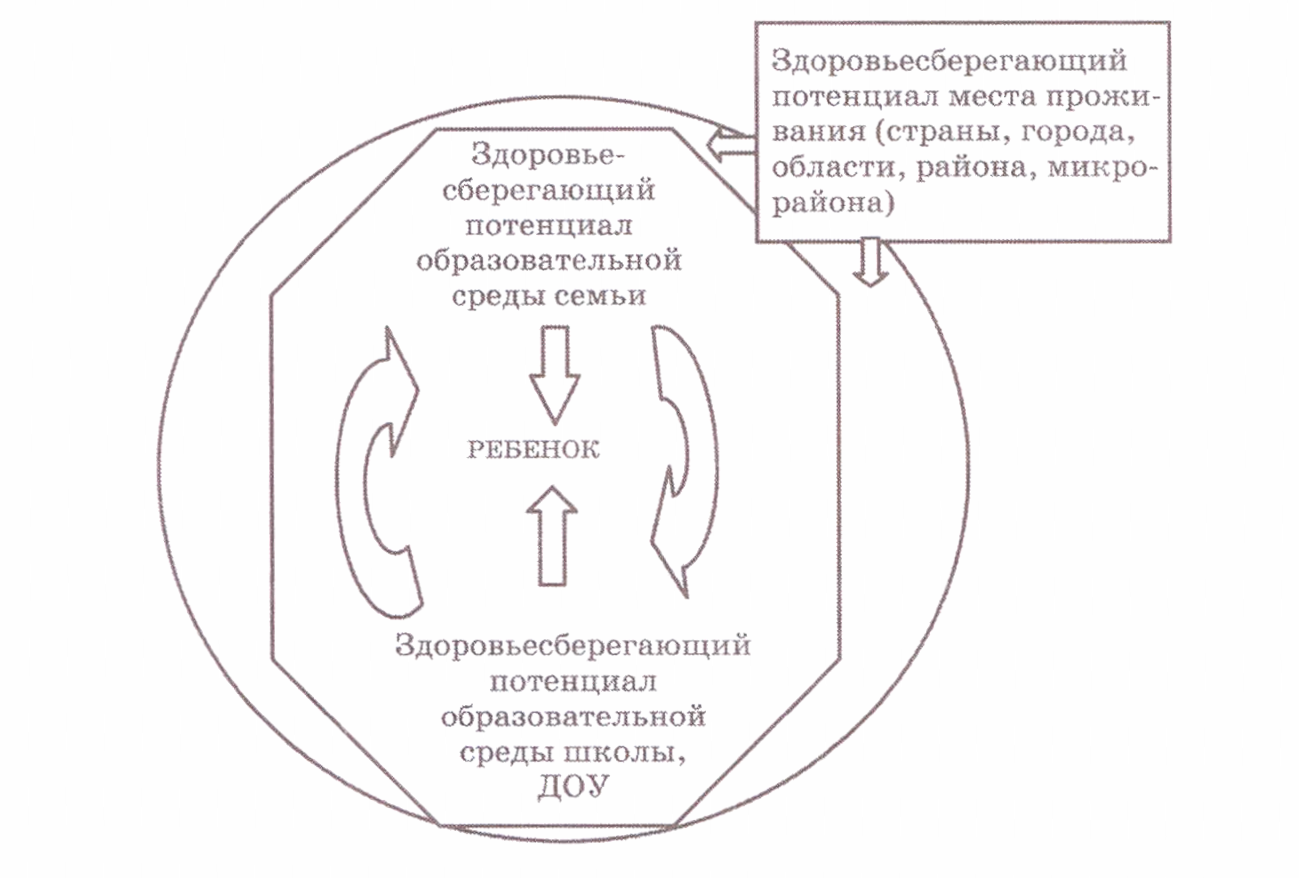 Здоровьесберегающий
потенциал места прожи-
вания (страны, города,
области, района, микро-
района)
Здоровье-
сберегающий
потенциал
образовательной
среды семьи
РЕБЕНОК
Здоровьесберегающий
потенциал
образовательной
среды школы,
ДОУ